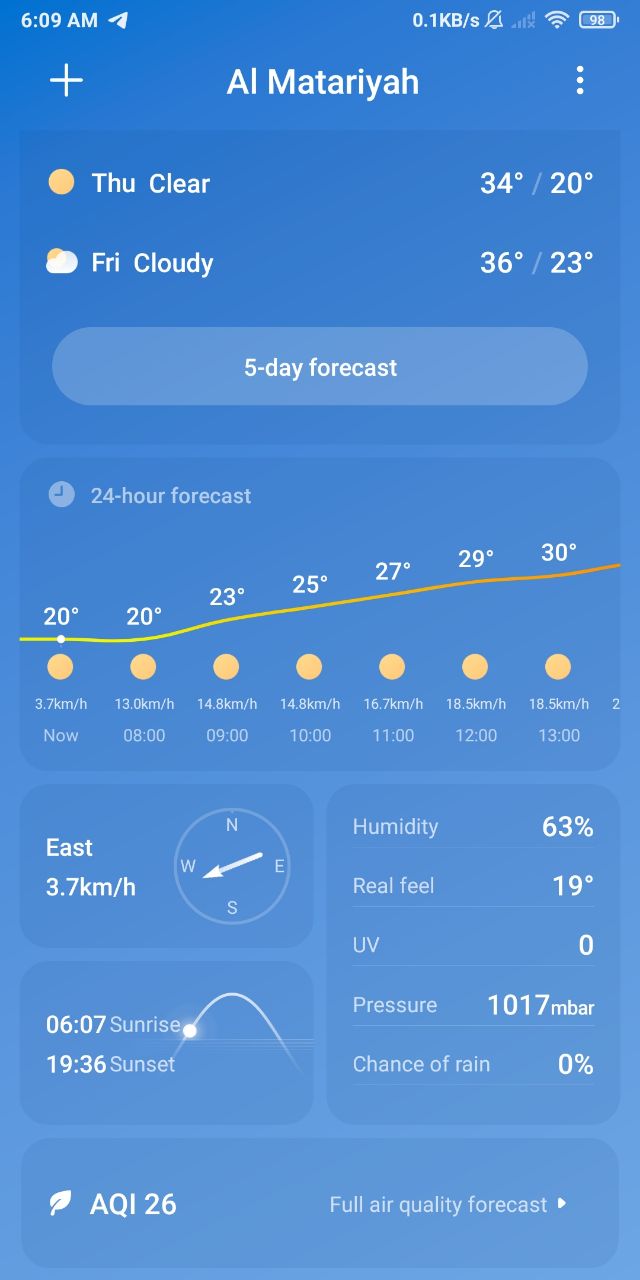 6:09 AM 0.1KB/s 98
Al Matariyah
Thu Clear 34° / 20°
Fri Cloudy 36° / 23°
5-day forecast
24-hour forecast
20° 20° 23° 25° 27° 29° 30°
3.7km/h 13.0km/h 14.8km/h 14.8km/h 16.7km/h 18.5km/h 18.5km/h 2
Now 08:00 09:00 10:00 11:00 12:00 13:00
East
3.7km/h
N
W E
S
06:07 Sunrise
19:36 Sunset
Humidity 63%
Real feel 19°
UV 0
Pressure 1017mbar
Chance of rain 0%
AQI 26 Full air quality forecast